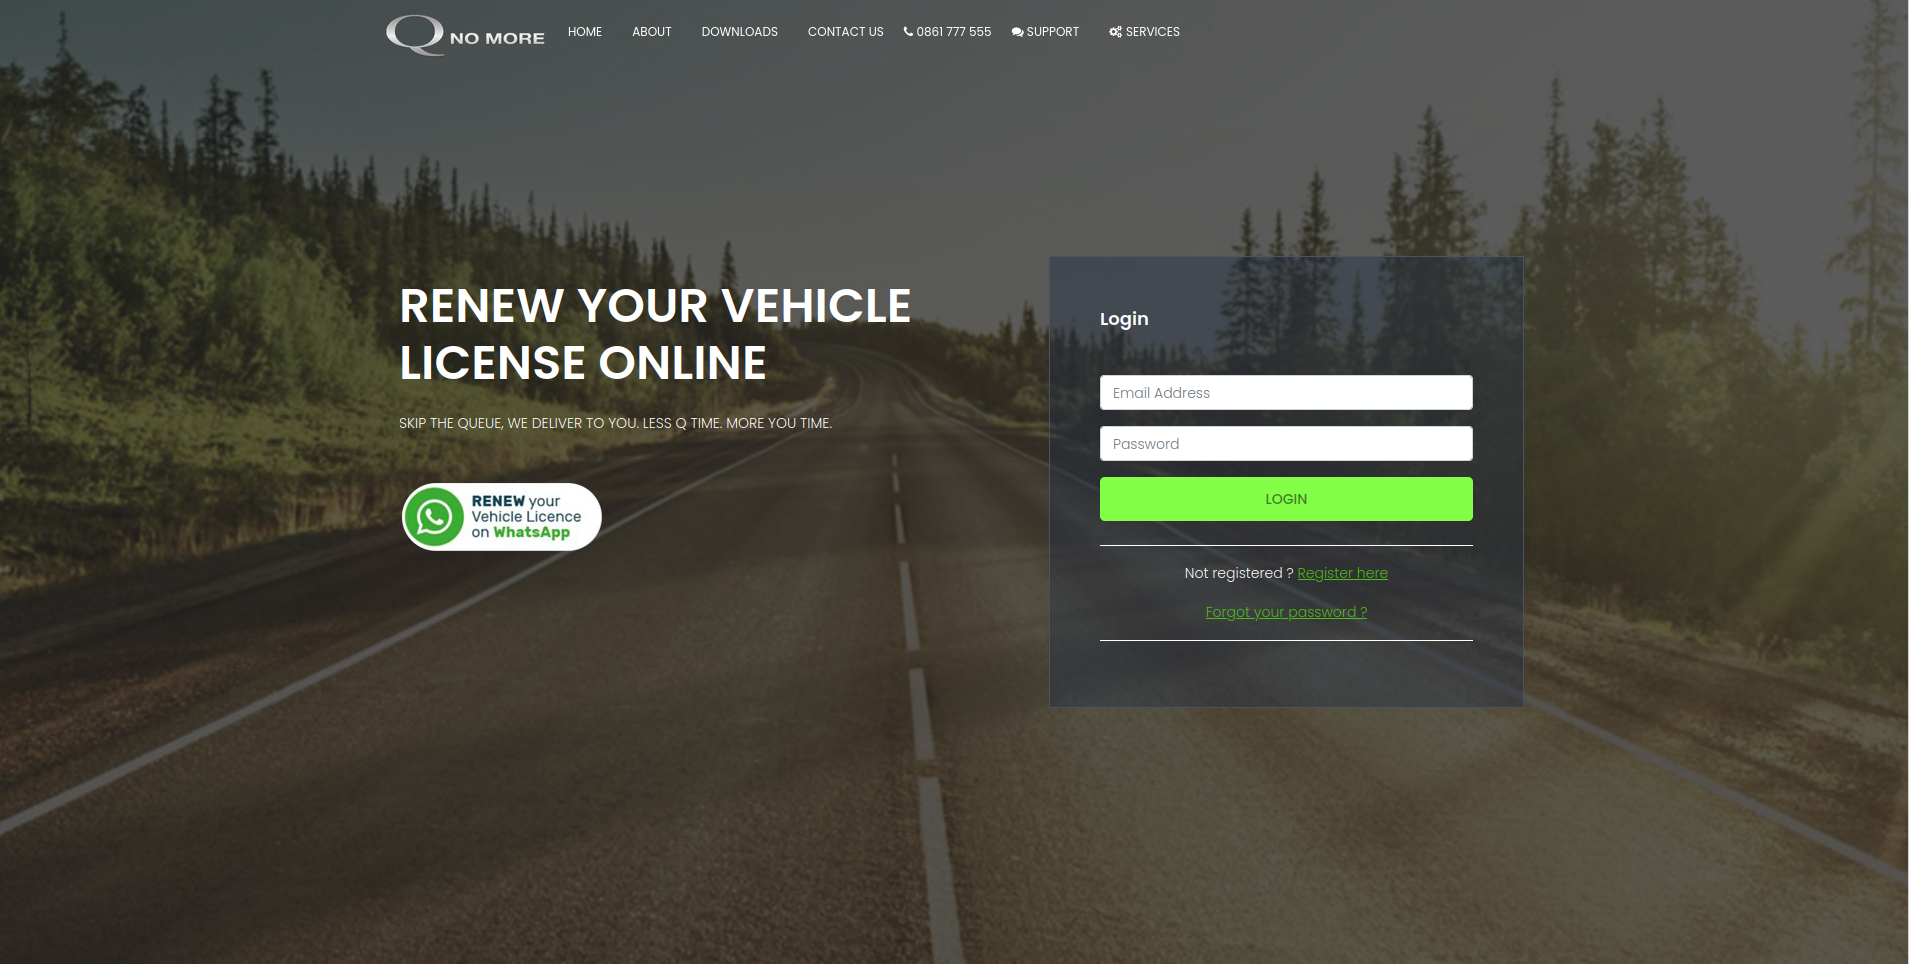 Q NO MORE
HOME ABOUT DOWNLOADS CONTACT US 0861 777 555 SUPPORT SERVICES
RENEW YOUR VEHICLE
LICENSE ONLINE
SKIP THE QUEUE, WE DELIVER TO YOU. LESS Q TIME. MORE YOU TIME.
RENEW your
Vehicle Licence
on WhatsApp
Login
Email Address
Password
LOGIN
Not registered ? Register here
Forgot your password ?